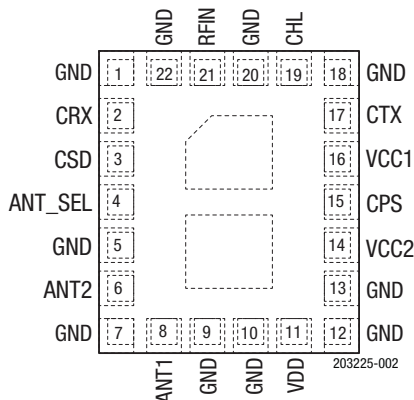 GND RFIN GND CHL
GND 1 22 21 20 19 18 GND
CRX 2 17 CTX
CSD 3 16 VCC1
ANT_SEL 4 15 CPS
GND 5 14 VCC2
ANT2 6 13 GND
GND 7 8 9 10 11 12 GND
203225-002
ANT1 GND GND VDD